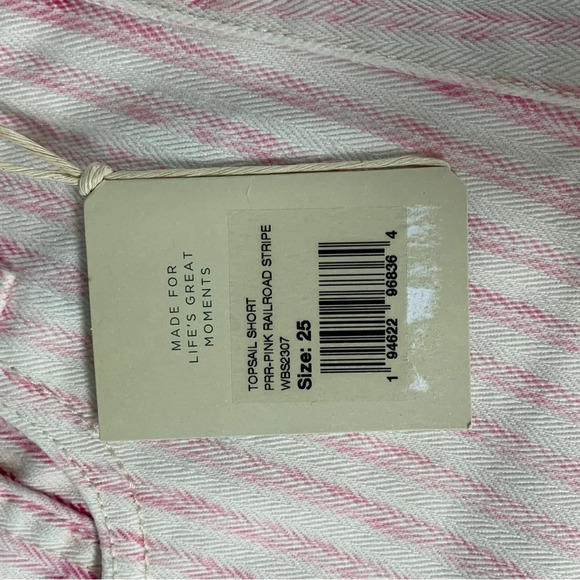 MADE FOR
LIFE'S GREAT
MOMENTS
TOPSAIL SHORT
PRR-PINK RAILROAD STRIPE
WBS2307
Size: 25
1 94622 96836 4